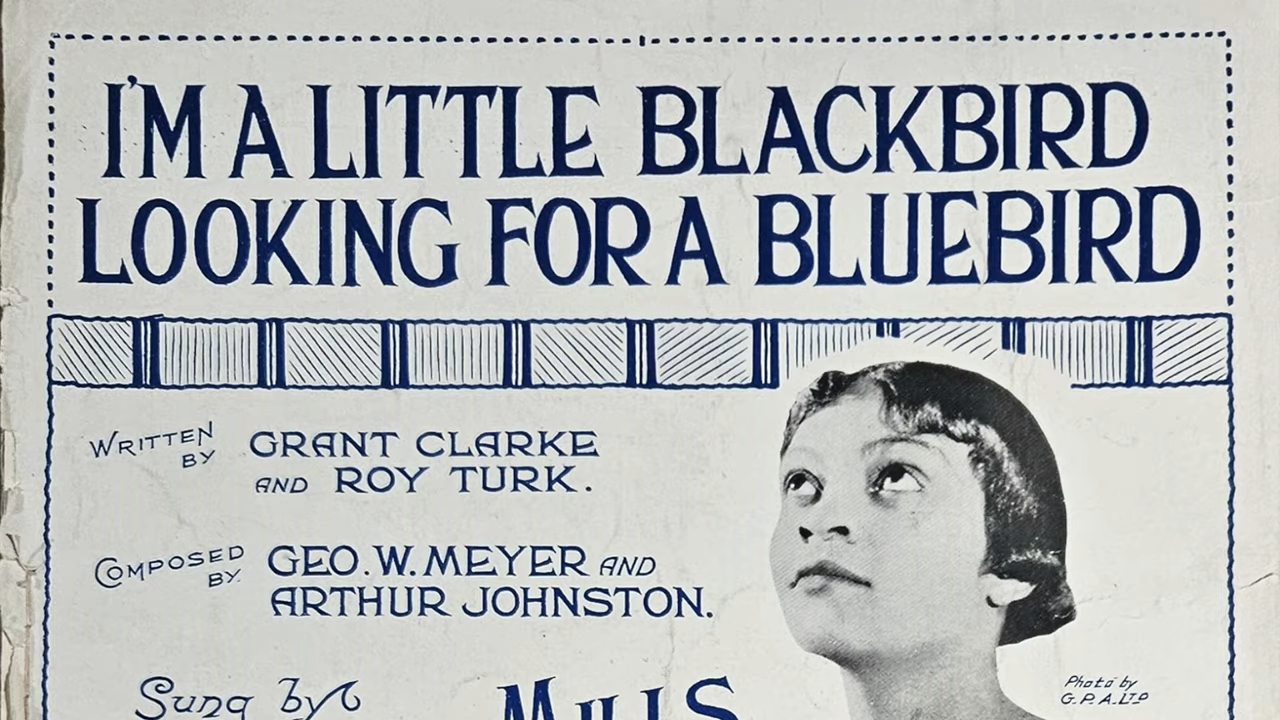 I'M A LITTLE BLACKBIRD
LOOKING FOR A BLUEBIRD
WRITTEN BY GRANT CLARKE
AND ROY TURK.
COMPOSED BY. GEO. W. MEYER AND
ARTHUR JOHNSTON.
Sung by
MILLS
Photo by
G.P.A. LTD